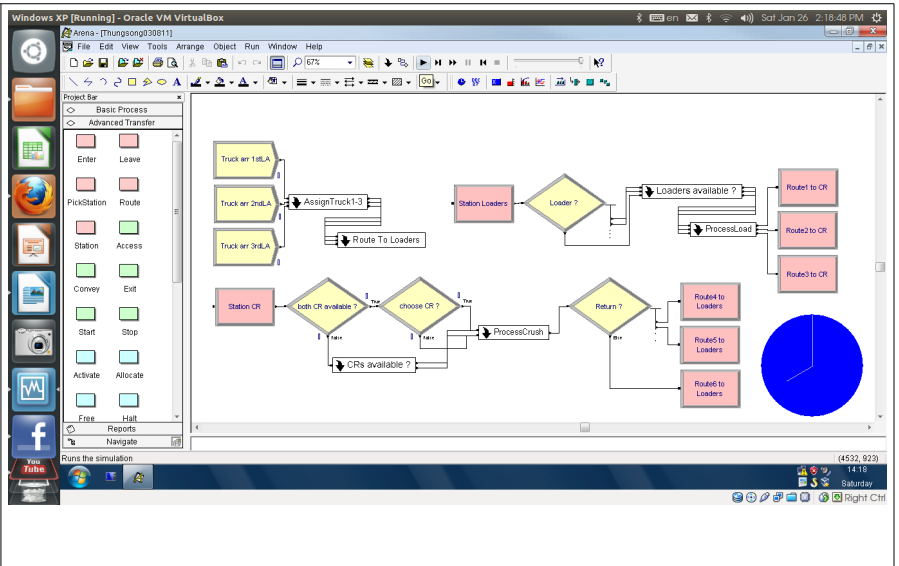 Windows XP [Running] - Oracle VM VirtualBox
en
Sat Jan 26 2:18:48 PM
Arena - [Thungsong030811]
File Edit View Tools Arrange Object Run Window Help
67%
A
Go
Project Bar
Basic Process
Advanced Transfer
Enter Leave
PickStation Route
Station Access
Convey Exit
Start Stop
Activate Allocate
Free Halt
Reports
Navigate
Truck arr 1stLA
Truck arr 2ndLA
Truck arr 3rdLA
AssignTruck1-3
Route To Loaders
Station Loaders
Loader ?
Loaders available ?
ProcessLoad
Route1 to CR
Route2 to CR
Route3 to CR
Station CR
both CR available ?
True
False
choose CR ?
True
False
CRs available ?
ProcessCrush
Return ?
Else
Route4 to
Loaders
Route5 to
Loaders
Route6 to
Loaders
Runs the simulation
(4532, 923)
You
Tube
14:18
Saturday
Right Ctrl